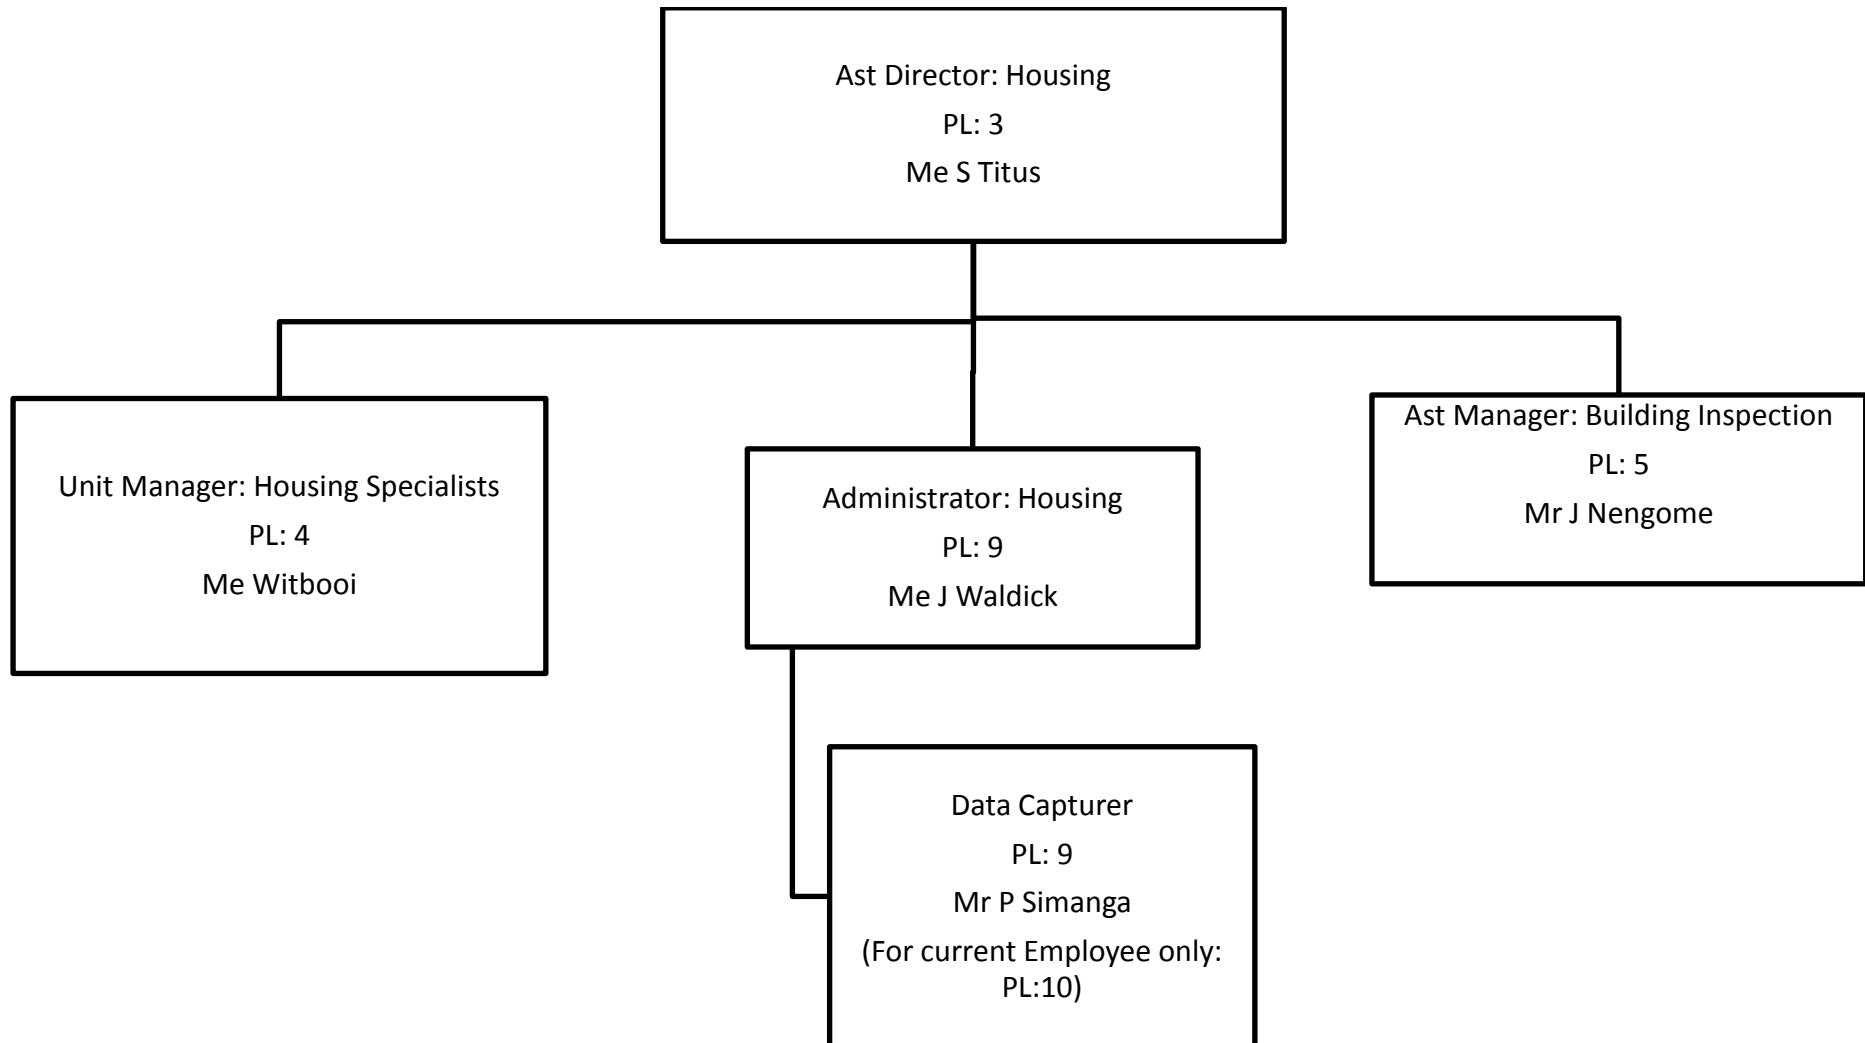 Ast Director: Housing
PL: 3
Me S Titus
Unit Manager: Housing Specialists
PL: 4
Me Witbooi
Administrator: Housing
PL: 9
Me J Waldick
Ast Manager: Building Inspection
PL: 5
Mr J Nengome
Data Capturer
PL: 9
Mr P Simanga
(For current Employee only:
PL:10)